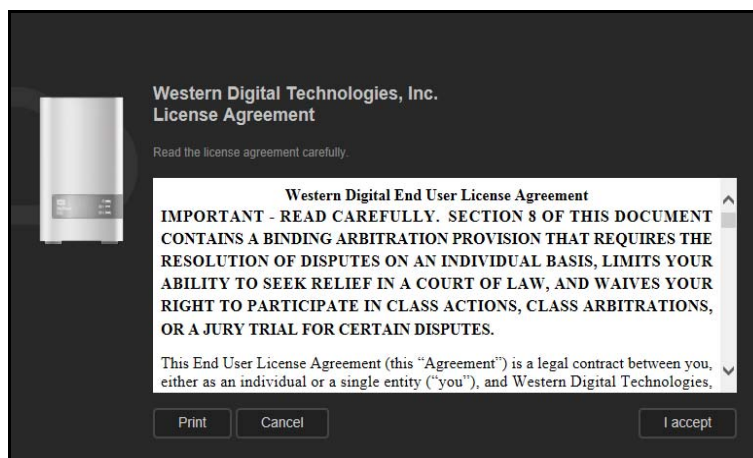 Western Digital Technologies, Inc.
License Agreement
Read the license agreement carefully.
Western Digital End User License Agreement
IMPORTANT - READ CAREFULLY. SECTION 8 OF THIS DOCUMENT
CONTAINS A BINDING ARBITRATION PROVISION THAT REQUIRES THE
RESOLUTION OF DISPUTES ON AN INDIVIDUAL BASIS, LIMITS YOUR
ABILITY TO SEEK RELIEF IN A COURT OF LAW, AND WAIVES YOUR
RIGHT TO PARTICIPATE IN CLASS ACTIONS, CLASS ARBITRATIONS,
OR A JURY TRIAL FOR CERTAIN DISPUTES.
This End User License Agreement (this “Agreement”) is a legal contract between you,
either as an individual or a single entity (“you”), and Western Digital Technologies,
Print
Cancel
I accept